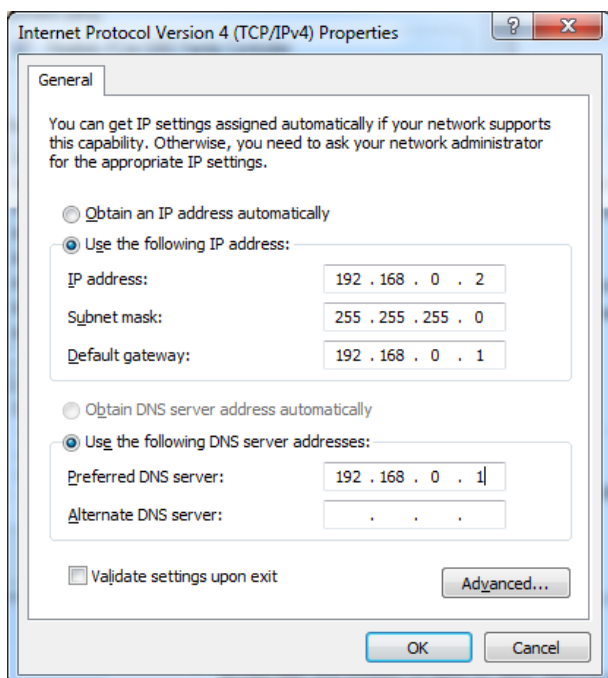 Internet Protocol Version 4 (TCP/IPv4) Properties
General
You can get IP settings assigned automatically if your network supports
this capability. Otherwise, you need to ask your network administrator
for the appropriate IP settings.
Obtain an IP address automatically
Use the following IP address:
IP address: 192 . 168 . 0 . 2
Subnet mask: 255 . 255 . 255 . 0
Default gateway: 192 . 168 . 0 . 1
Obtain DNS server address automatically
Use the following DNS server addresses:
Preferred DNS server: 192 . 168 . 0 . 1
Alternate DNS server: . . .
Validate settings upon exit
Advanced...
OK Cancel